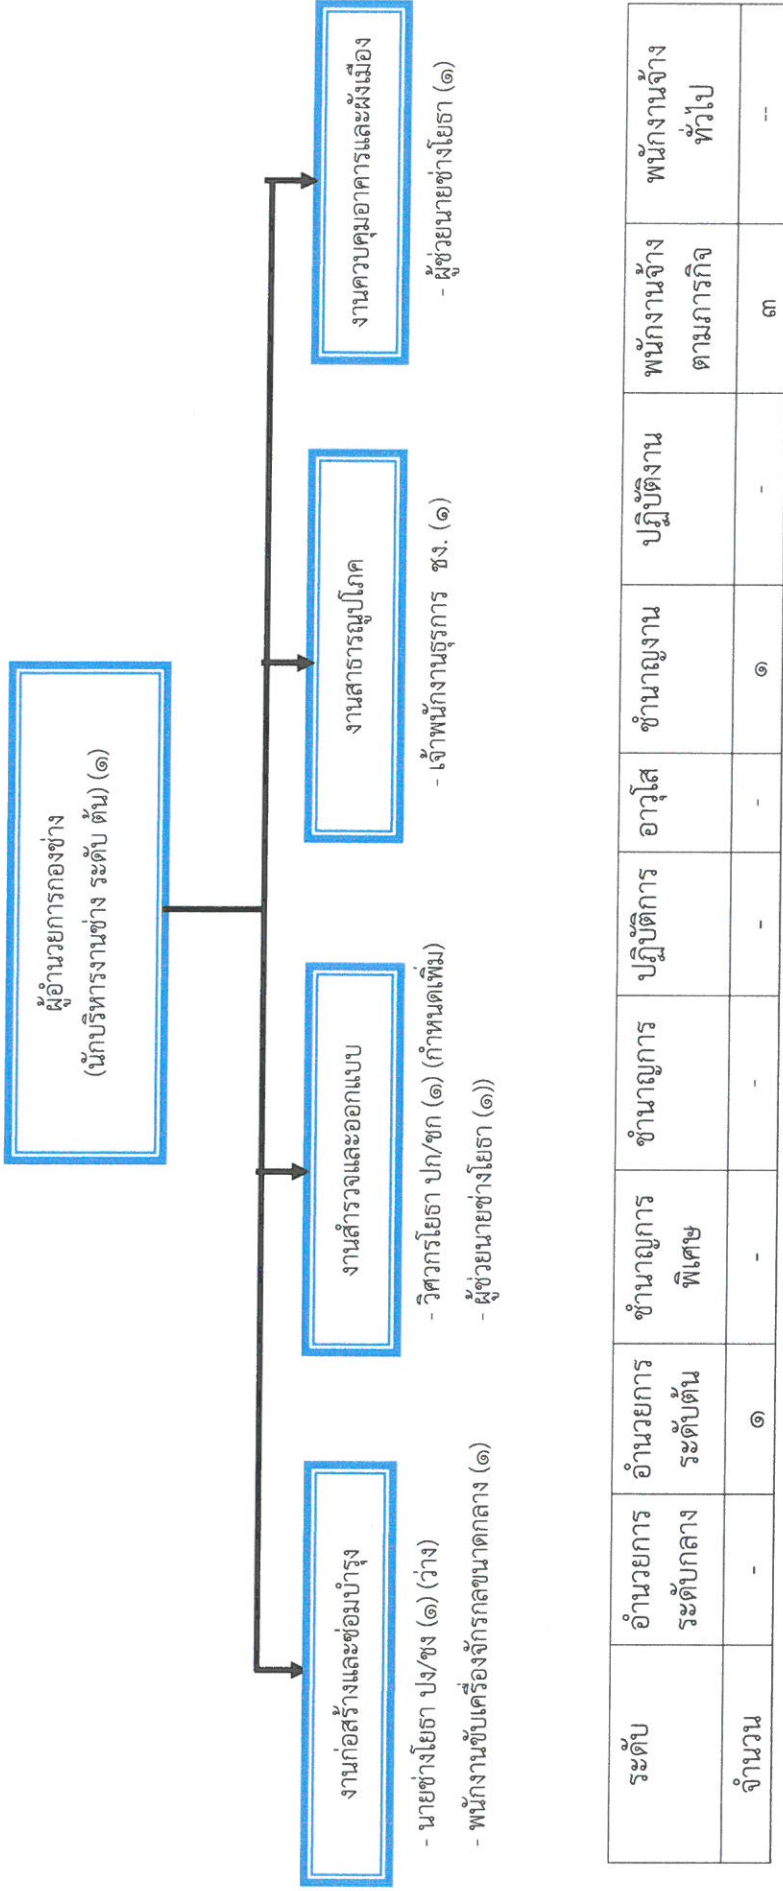 ผู้อำนวยการกองช่าง
(นักบริหารงานช่าง ระดับ ต้น) (๑)
งานก่อสร้างและซ่อมบำรุง
- นายช่างโยธา ปง/ชง (๑) (ว่าง)
- พนักงานขับเครื่องจักรกลขนาดกลาง (๑)
งานสำรวจและออกแบบ
- วิศวกรโยธา ปก/ชก (๑) (กำหนดเพิ่ม)
- ผู้ช่วยนายช่างโยธา (๑))
งานสาธารณูปโภค
- เจ้าพนักงานธุรการ ชง. (๑)
งานควบคุมอาคารและผังเมือง
- ผู้ช่วยนายช่างโยธา (๑)
ระดับ
อำนวยการ
ระดับกลาง
อำนวยการ
ระดับต้น
ชำนาญการ
พิเศษ
ชำนาญการ
ปฏิบัติการ
อาวุโส
ชำนาญงาน
ปฏิบัติงาน
พนักงานจ้าง
ตามภารกิจ
พนักงานจ้าง
ทั่วไป
จำนวน - ๑ - - - - ๑ - ๓ --